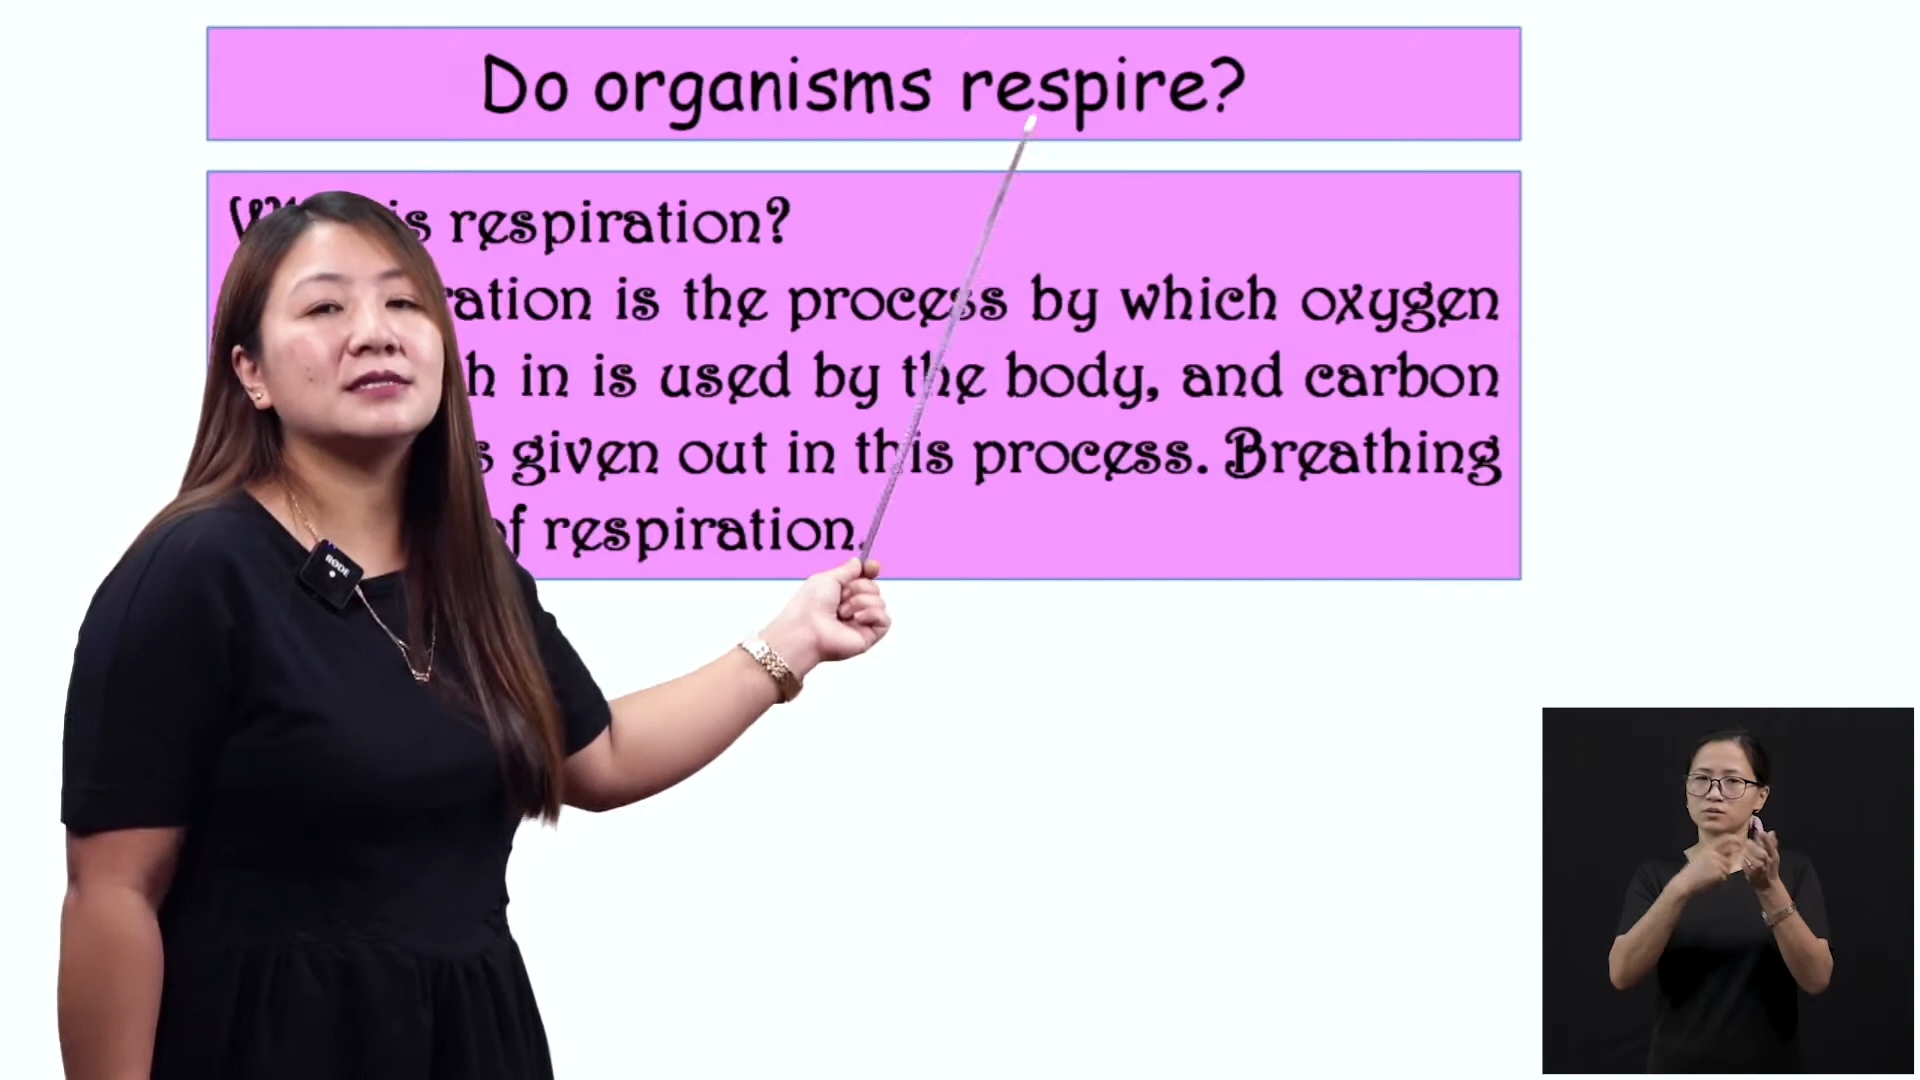 Do organisms respire?
is respiration?
is the process by which oxygen
in is used by the body, and carbon
given out in this process. Breathing
of respiration.
RODE